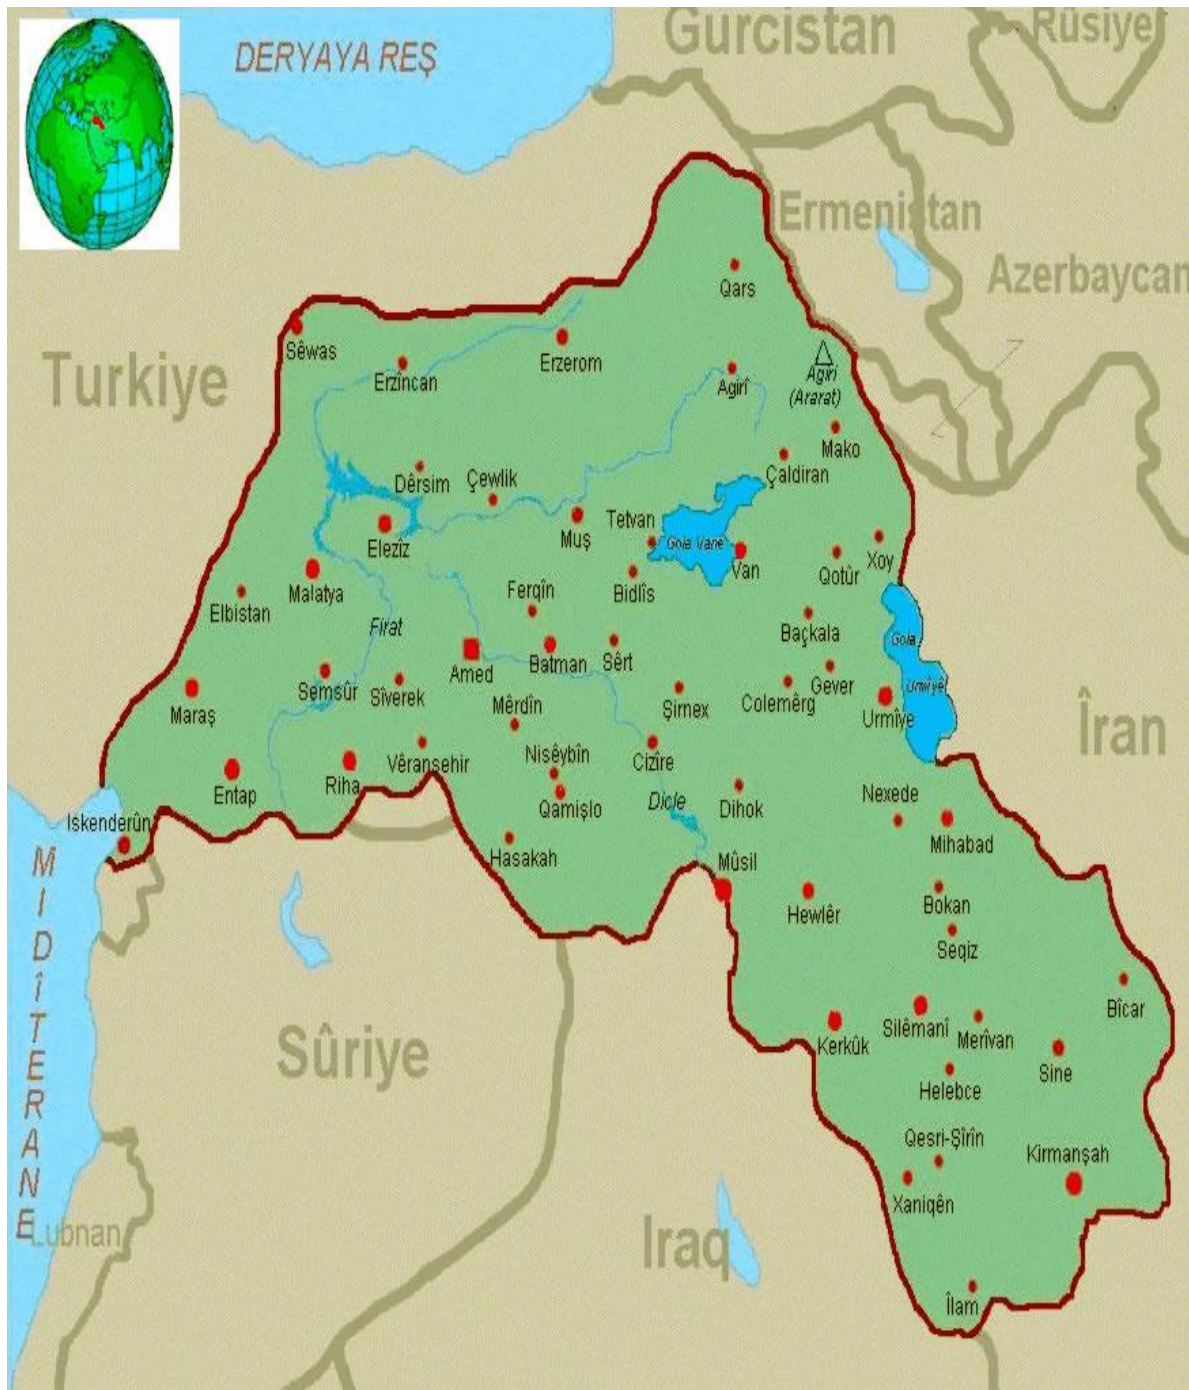 DERYAYA REŞ
Gurcistan
Rûsiye
Ermenistan
Azerbaycan
Turkiye
Qars
Sêwas
Erzîncan
Erzerom
Agirî
Agirî
(Ararat)
Mako
Çaldiran
Dêrsim
Çewlik
Elezîz
Muş
Tetvan
Gola Vanê
Van
Qotûr
Xoy
Malatya
Elbistan
Ferqîn
Bidlîs
Firat
Baçkala
Gola
Urmiyê
Amed
Batman
Sêrt
Semsûr
Sîverek
Maraş
Mêrdîn
Şirnex
Colemêrg
Gever
Urmîye
Îran
Entap
Riha
Vêranşehir
Nisêybîn
Cizîre
Qamişlo
Dicle
Dihok
Nexede
Iskenderûn
Mihabad
Hasakah
Mûsil
MIDÎTERANE
Hewlêr
Bokan
Seqiz
Bîcar
Sûriye
Kerkûk
Silêmanî
Merîvan
Sine
Helebce
Qesri-Şîrîn
Kirmanşah
Xaniqên
Lubnan
Iraq
Îlam